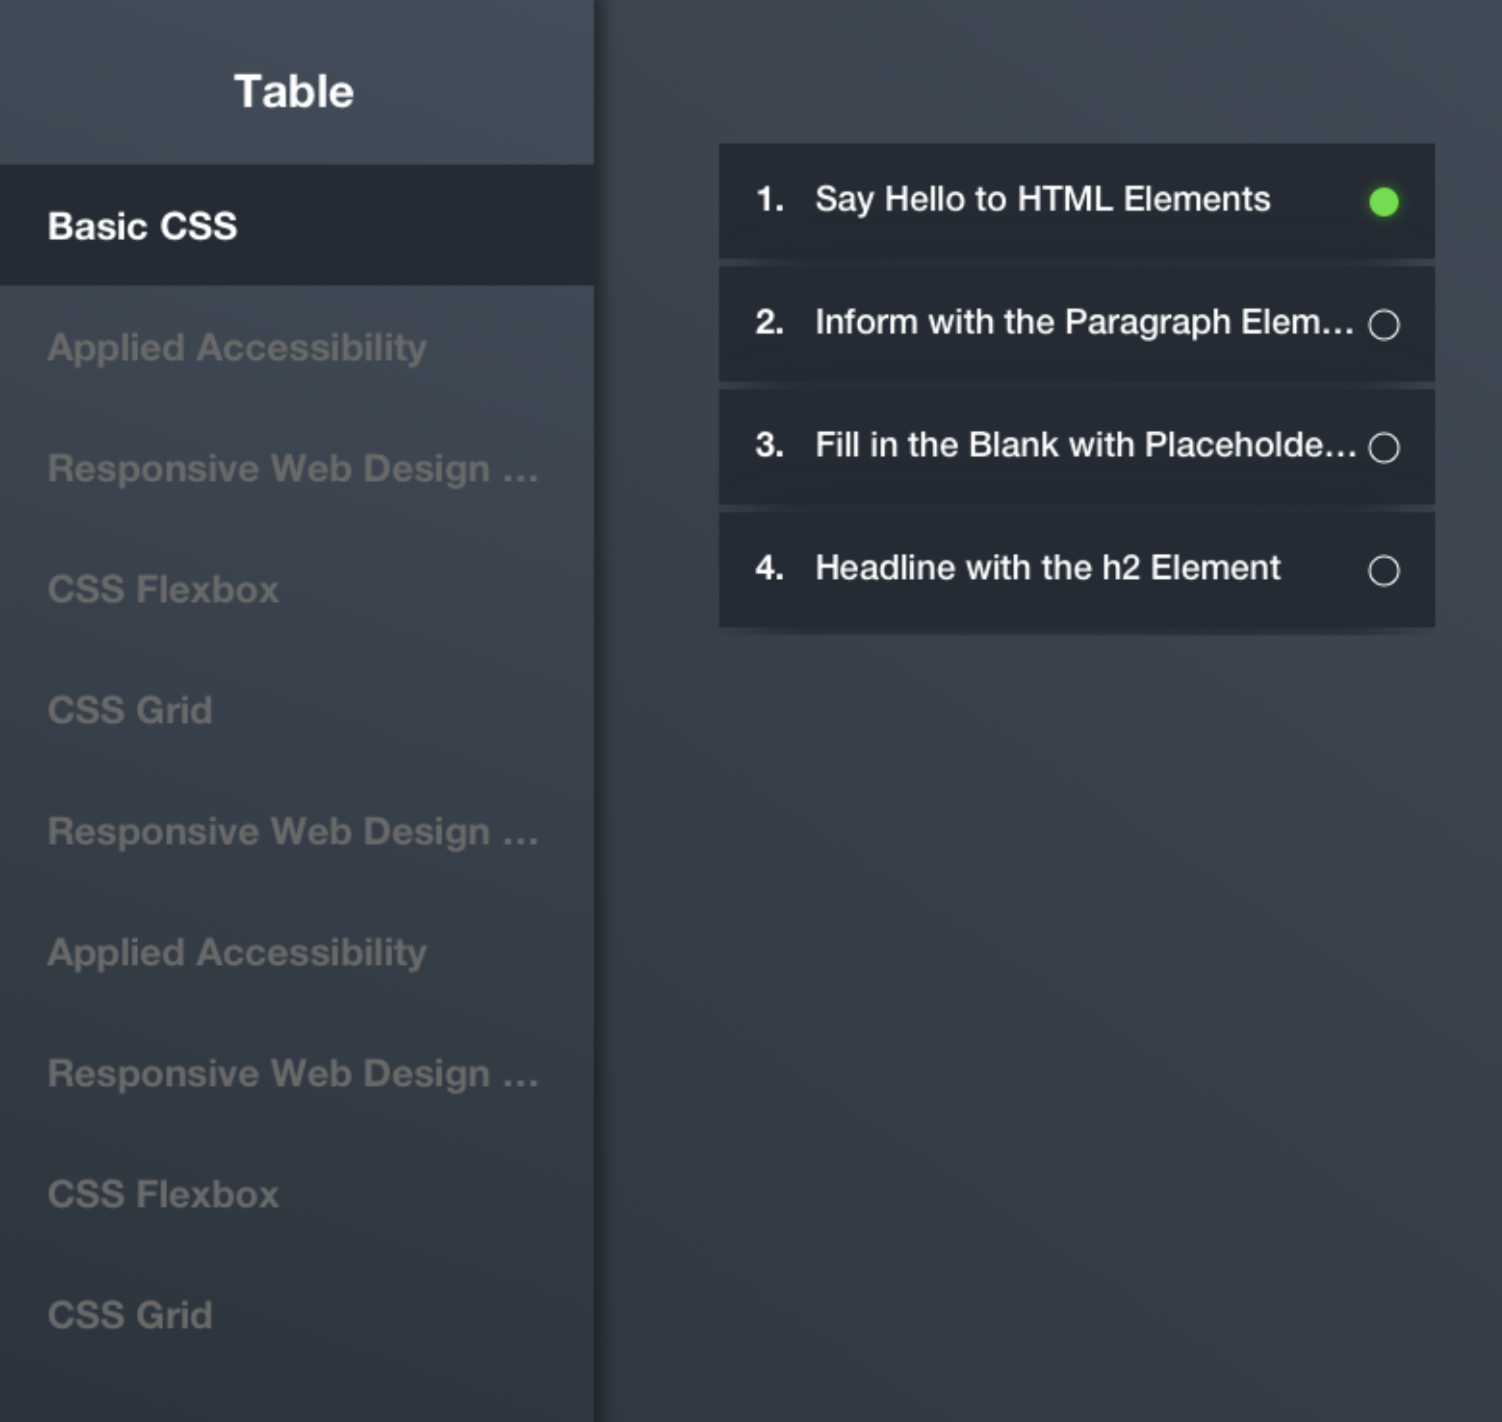 Table
Basic CSS
Applied Accessibility
Responsive Web Design ...
CSS Flexbox
CSS Grid
Responsive Web Design ...
Applied Accessibility
Responsive Web Design ...
CSS Flexbox
CSS Grid
1. Say Hello to HTML Elements
2. Inform with the Paragraph Elem...
3. Fill in the Blank with Placeholde...
4. Headline with the h2 Element